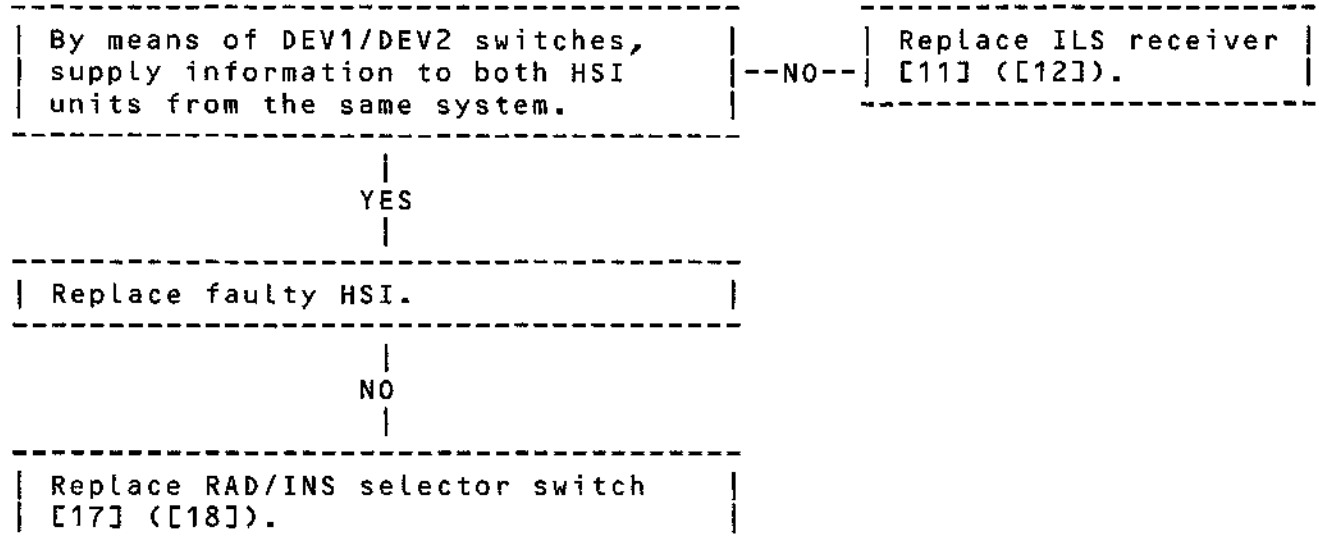 By means of DEV1/DEV2 switches,
supply information to both HSI
units from the same system.
--NO--
Replace ILS receiver
[11] ([12]).
YES
Replace faulty HSI.
NO
Replace RAD/INS selector switch
[17] ([18]).